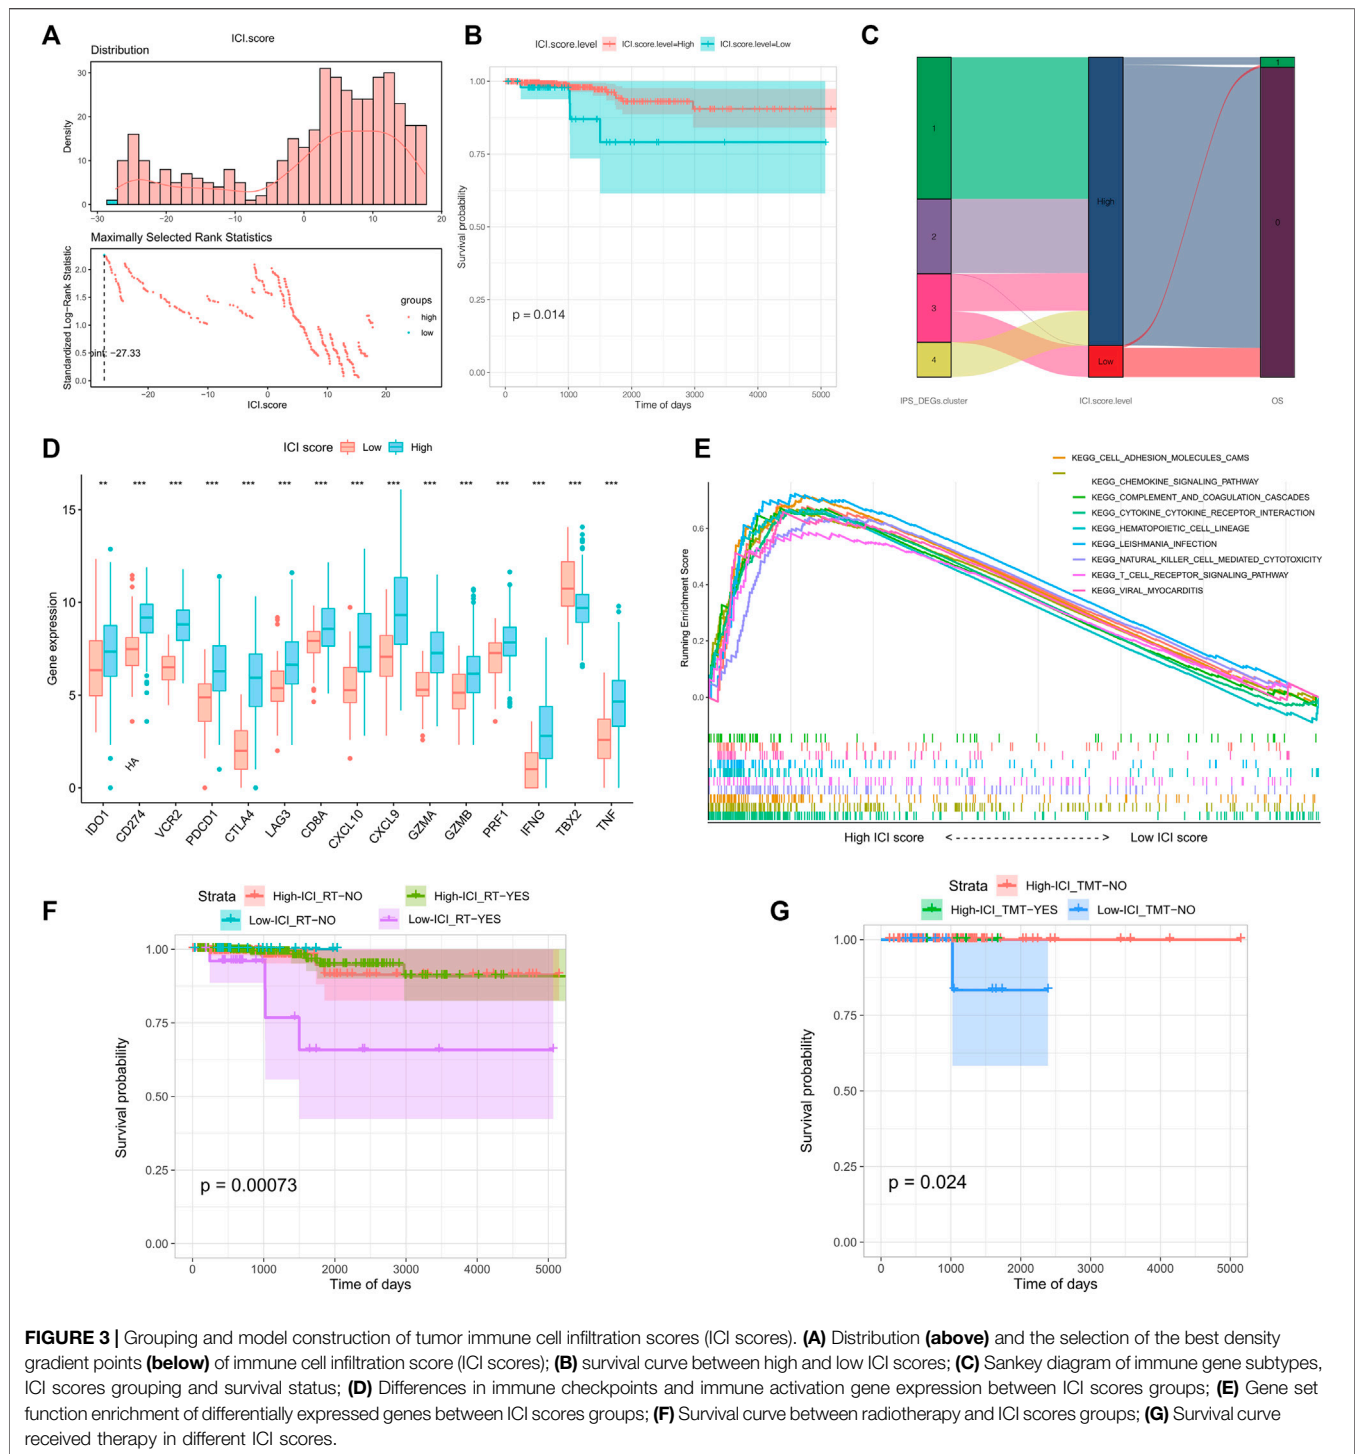 A
ICI.score
Distribution
Density
30
20
10
0
−30
−20
−10
0
10
20
Maximally Selected Rank Statistics
Standardized Log−Rank Statistic
2.0
1.5
1.0
0.5
0.0
point: −27.33
groups
high
low
−20
−10
0
10
20
ICI.score
B
ICI.score.level
ICI.score.level=High
ICI.score.level=Low
Survival probability
1.00
0.75
0.50
0.25
0.00
p = 0.014
0
1000
2000
3000
4000
5000
Time of days
C
1
2
3
4
High
Low
1
0
IPS_DEGs.cluster
ICI.score.level
OS
D
ICI score
Low
High
Gene expression
15
10
5
0
**
***
***
***
***
***
***
***
***
***
***
***
***
***
***
HA
IDO1
CD274
VCR2
PDCD1
CTLA4
LAG3
CD8A
CXCL10
CXCL9
GZMA
GZMB
PRF1
IFNG
TBX2
TNF
E
KEGG_CELL_ADHESION_MOLECULES_CAMS
KEGG_CHEMOKINE_SIGNALING_PATHWAY
KEGG_COMPLEMENT_AND_COAGULATION_CASCADES
KEGG_CYTOKINE_CYTOKINE_RECEPTOR_INTERACTION
KEGG_HEMATOPOIETIC_CELL_LINEAGE
KEGG_LEISHMANIA_INFECTION
KEGG_NATURAL_KILLER_CELL_MEDIATED_CYTOTOXICITY
KEGG_T_CELL_RECEPTOR_SIGNALING_PATHWAY
KEGG_VIRAL_MYOCARDITIS
Running Enrichment Score
0.6
0.4
0.2
0.0
High ICI score
Low ICI score
F
Strata
High−ICI_RT−NO
High−ICI_RT−YES
Low−ICI_RT−NO
Low−ICI_RT−YES
Survival probability
1.00
0.75
0.50
0.25
0.00
p = 0.00073
0
1000
2000
3000
4000
5000
Time of days
G
Strata
High−ICI_TMT−NO
High−ICI_TMT−YES
Low−ICI_TMT−NO
Survival probability
1.00
0.75
0.50
0.25
0.00
p = 0.024
0
1000
2000
3000
4000
5000
Time of days
FIGURE 3 | Grouping and model construction of tumor immune cell infiltration scores (ICI scores). (A) Distribution (above) and the selection of the best density
gradient points (below) of immune cell infiltration score (ICI scores); (B) survival curve between high and low ICI scores; (C) Sankey diagram of immune gene subtypes,
ICI scores grouping and survival status; (D) Differences in immune checkpoints and immune activation gene expression between ICI scores groups; (E) Gene set
function enrichment of differentially expressed genes between ICI scores groups; (F) Survival curve between radiotherapy and ICI scores groups; (G) Survival curve
received therapy in different ICI scores.